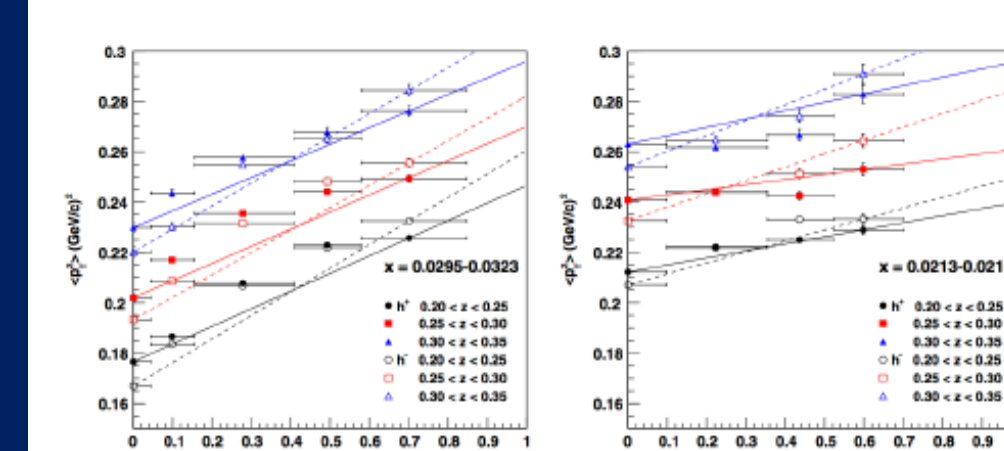 0.3
0.28
0.26
0.24
0.22
0.2
0.18
0.16
<p²T> (GeV/c)²
x = 0.0295-0.0323
h⁺ 0.20 < z < 0.25
0.25 < z < 0.30
0.30 < z < 0.35
h⁻ 0.20 < z < 0.25
0.25 < z < 0.30
0.30 < z < 0.35
0 0.1 0.2 0.3 0.4 0.5 0.6 0.7 0.8 0.9 1
0.3
0.28
0.26
0.24
0.22
0.2
0.18
0.16
<p²T> (GeV/c)²
x = 0.0213-0.021
h⁺ 0.20 < z < 0.25
0.25 < z < 0.30
0.30 < z < 0.35
h⁻ 0.20 < z < 0.25
0.25 < z < 0.30
0.30 < z < 0.35
0 0.1 0.2 0.3 0.4 0.5 0.6 0.7 0.8 0.9